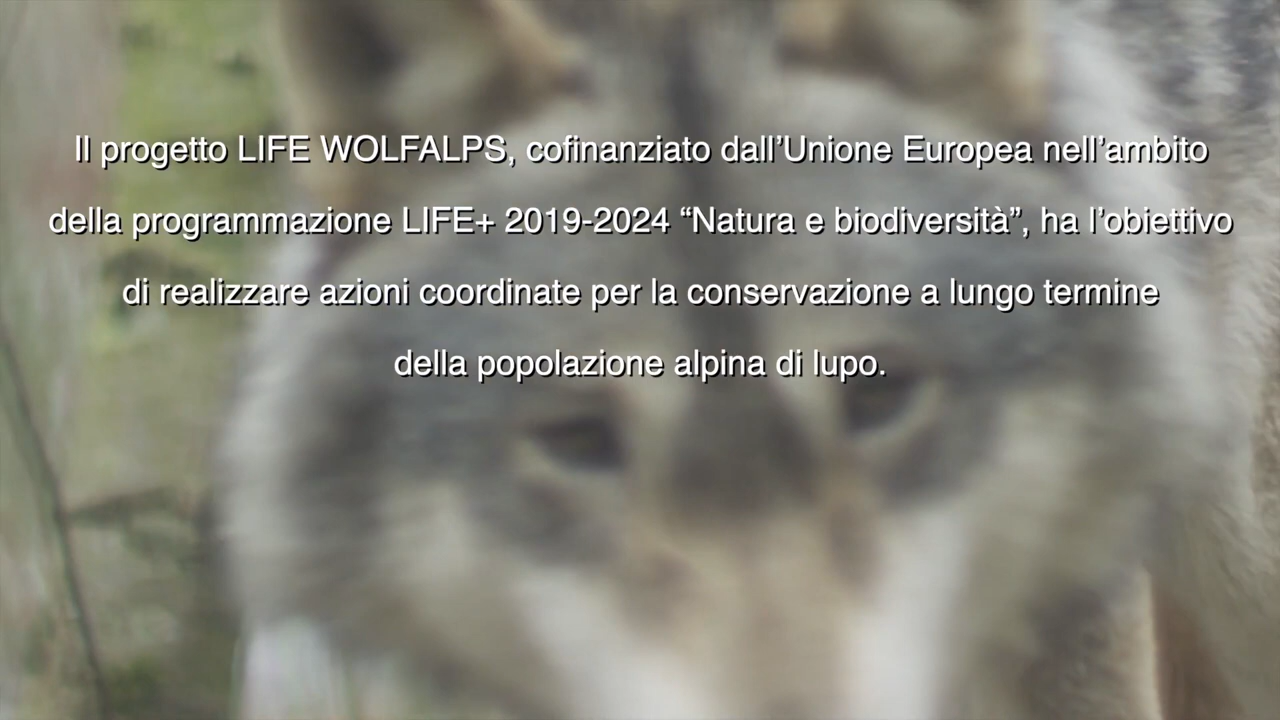 Il progetto LIFE WOLFALPS, cofinanziato dall’Unione Europea nell’ambito
della programmazione LIFE+ 2019-2024 “Natura e biodiversità”, ha l’obiettivo
di realizzare azioni coordinate per la conservazione a lungo termine
della popolazione alpina di lupo.